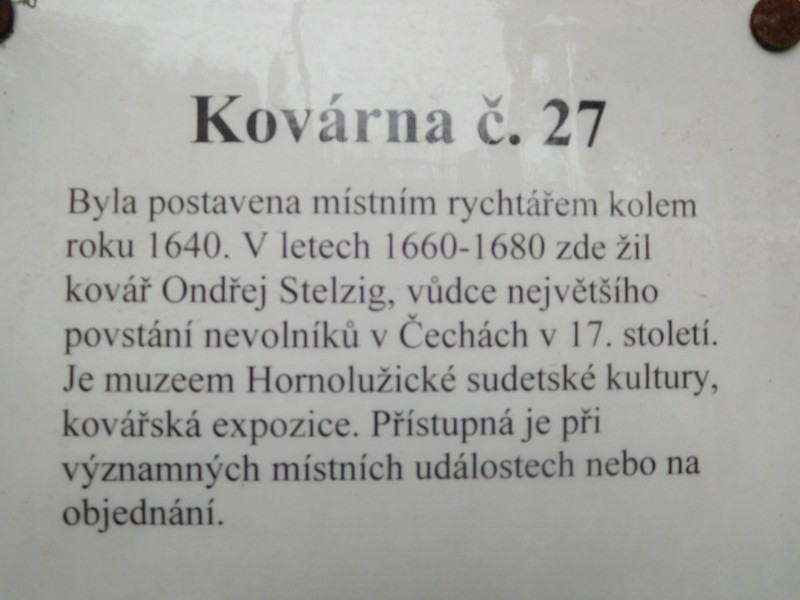 Kovárna č. 27
Byla postavena místním rychtářem kolem
roku 1640. V letech 1660-1680 zde žil
kovář Ondřej Stelzig, vůdce největšího
povstání nevolníků v Čechách v 17. století.
Je muzeem Hornolužické sudetské kultury,
kovářská expozice. Přístupná je při
významných místních událostech nebo na
objednání.